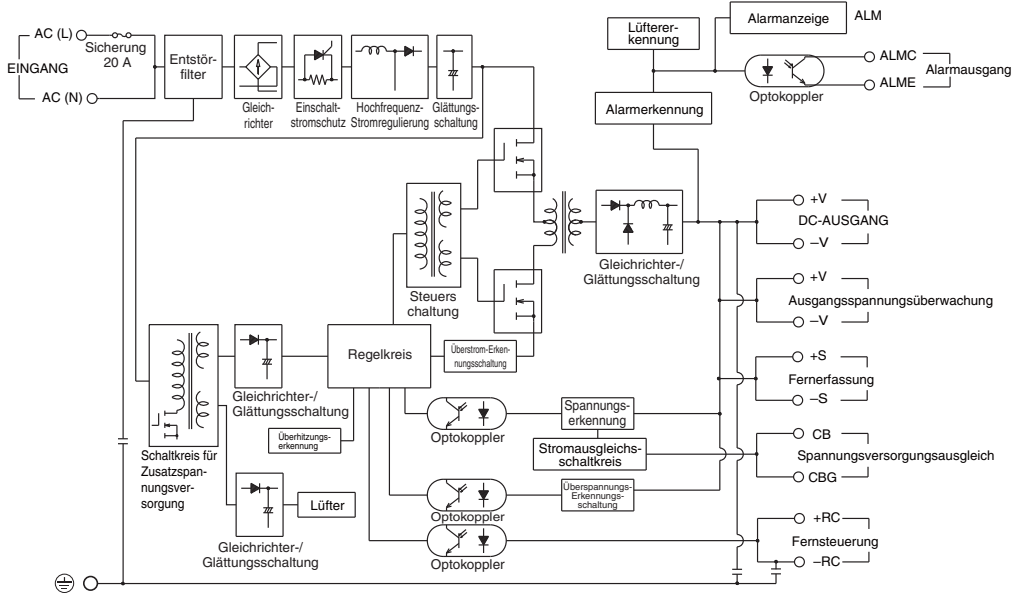 AC (L)
Sicherung
20 A
EINGANG
AC (N)
Entstör-
filter
Gleich-
richter
Einschalt-
stromschutz
Hochfrequenz-
Stromregulierung
Glättungs-
schaltung
Lüfterer-
kennung
Alarmanzeige
ALM
ALMC
ALME
Alarmausgang
Optokoppler
Alarmerkennung
Steuers
chaltung
Gleichrichter-/
Glättungsschaltung
+V
DC-AUSGANG
–V
+V
Ausgangsspannungsüberwachung
–V
Regelkreis
Überstrom-Erken-
nungsschaltung
+S
Fernerfassung
–S
Gleichrichter-/
Glättungsschaltung
Überhitzungs-
erkennung
Optokoppler
Spannungs-
erkennung
Stromausgleichs-
schaltkreis
CB
Spannungsversorgungsausgleich
CBG
Schaltkreis für
Zusatzspan-
nungsver-
sorgung
Lüfter
Gleichrichter-/
Glättungsschaltung
Optokoppler
Überspannungs-
Erkennungs-
schaltung
Optokoppler
+RC
Fernsteuerung
–RC